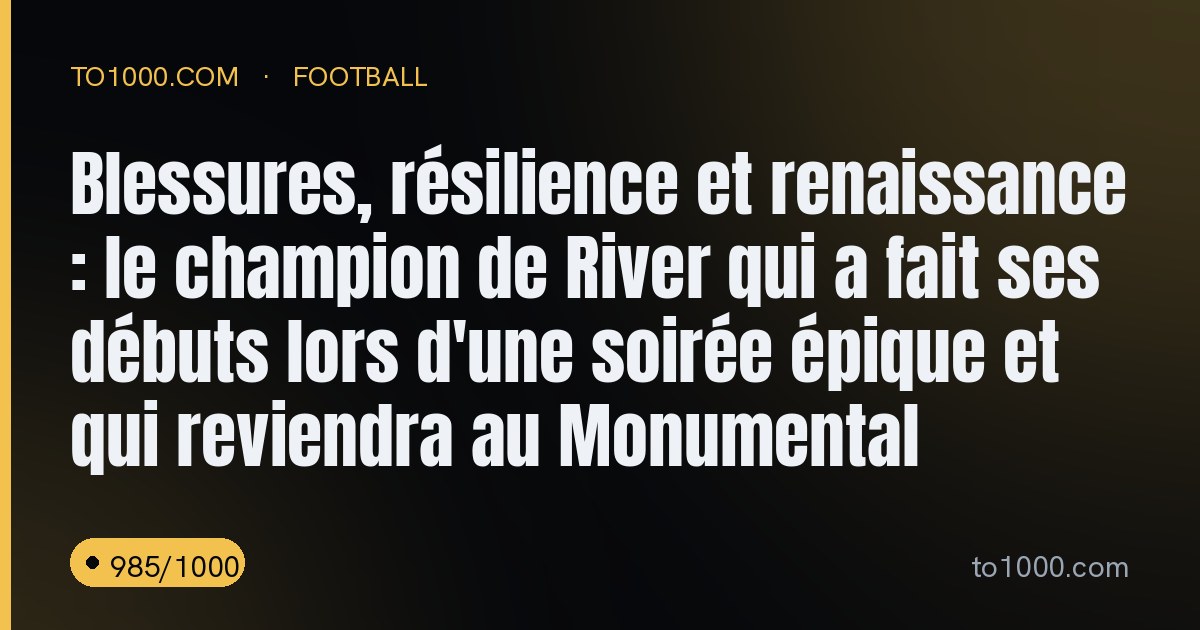 TO1000.COM · FOOTBALL
Blessures, résilience et renaissance
: le champion de River qui a fait ses
débuts lors d'une soirée épique et
qui reviendra au Monumental
985/1000
to1000.com